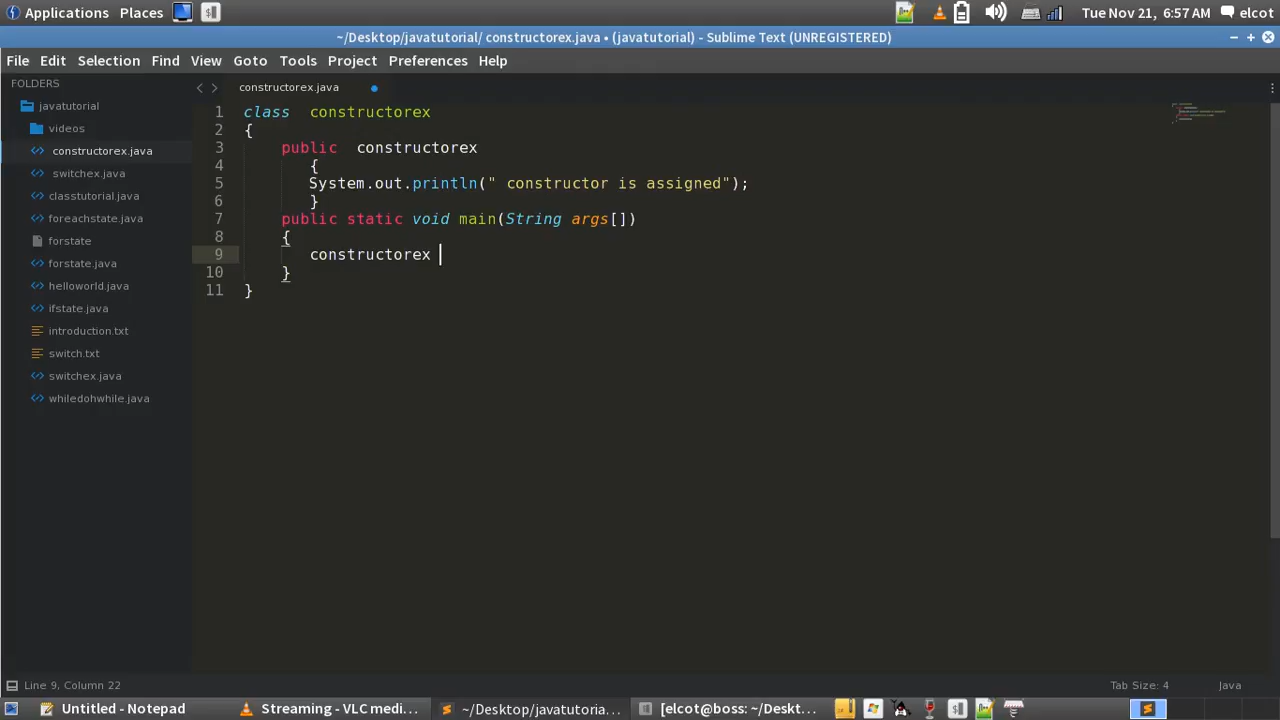 Applications Places Tue Nov 21, 6:57 AM elcot
~/Desktop/javatutorial/ constructorex.java • (javatutorial) - Sublime Text (UNREGISTERED)
File Edit Selection Find View Goto Tools Project Preferences Help
FOLDERS
javatutorial
videos
constructorex.java
switchex.java
classtutorial.java
foreachstate.java
forstate
forstate.java
helloworld.java
ifstate.java
introduction.txt
switch.txt
switchex.java
whiledohwhile.java
constructorex.java
1 class constructorex
2 {
3 public constructorex
4 {
5 System.out.println(" constructor is assigned");
6 }
7 public static void main(String args[])
8 {
9 constructorex
10 }
11 }
Line 9, Column 22 Tab Size: 4 Java
Untitled - Notepad Streaming - VLC medi... ~/Desktop/javatutoria... [elcot@boss: ~/Deskt...